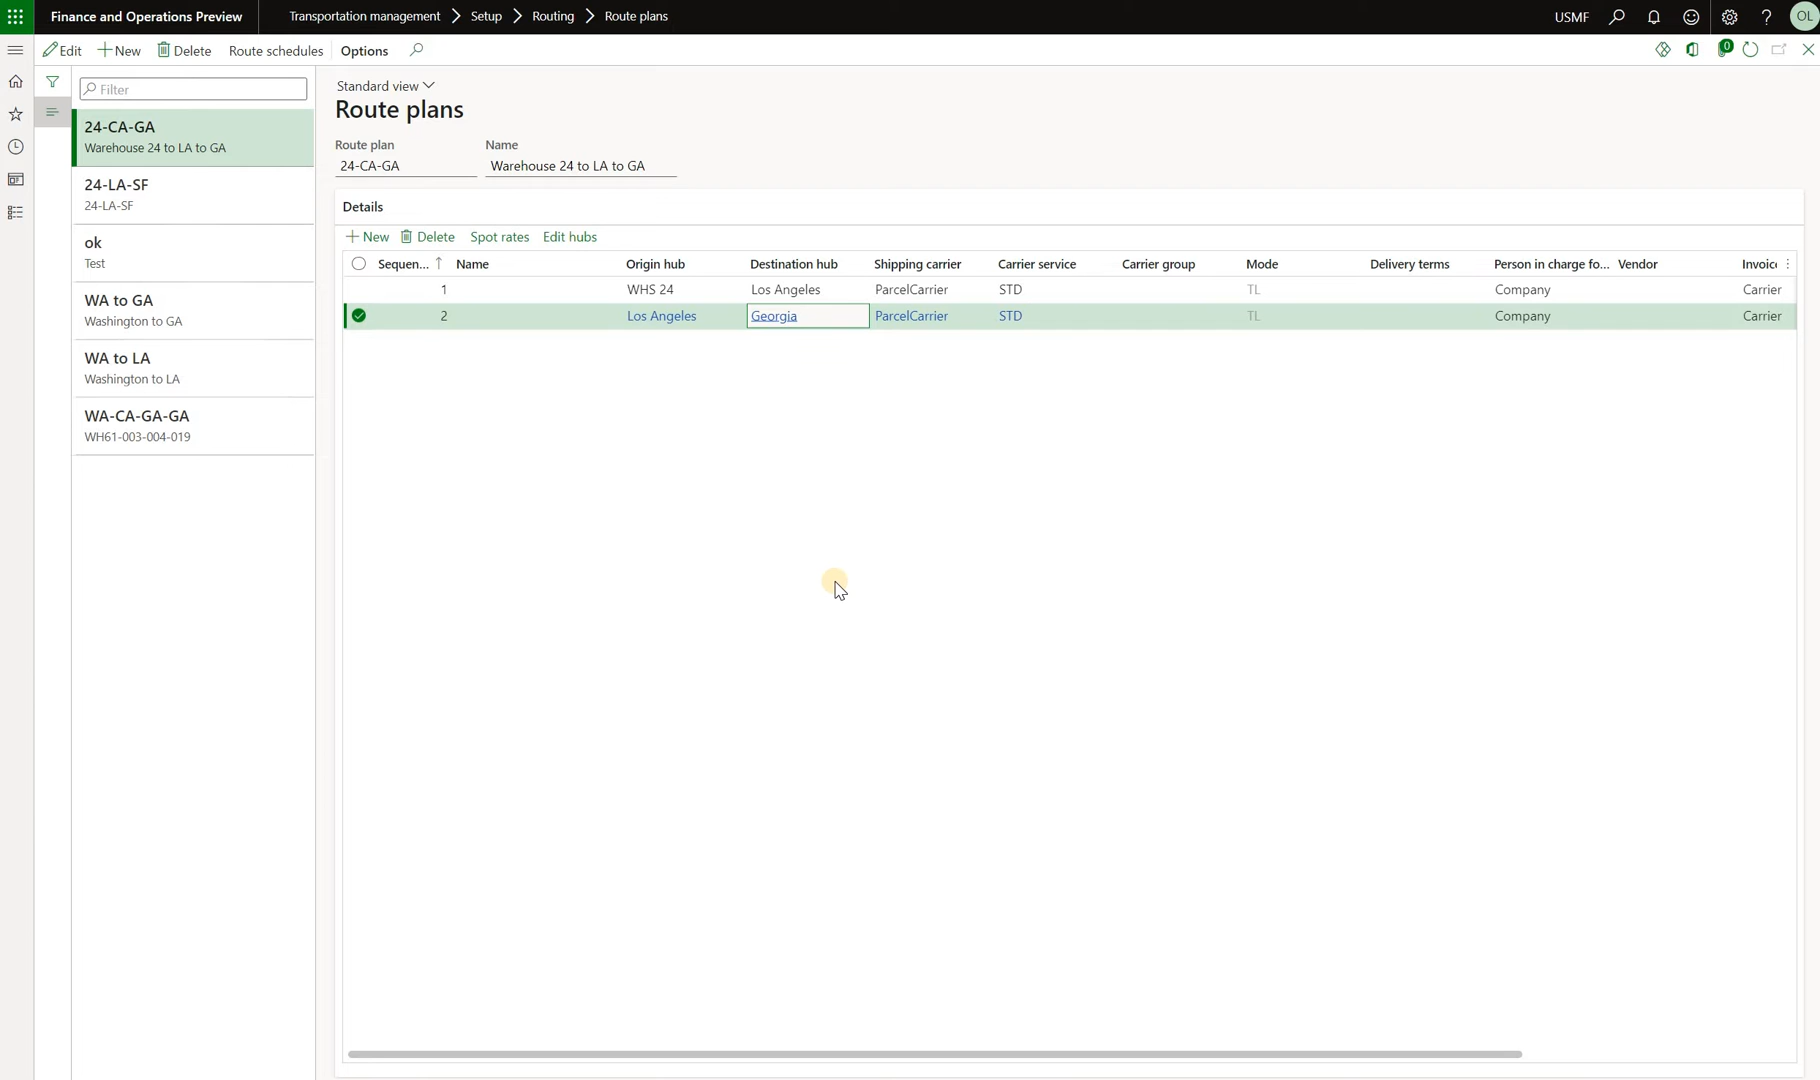 Finance and Operations Preview
Transportation management > Setup > Routing > Route plans
USMF
OL
Edit New Delete Route schedules Options
0
Filter
24-CA-GA
Warehouse 24 to LA to GA
24-LA-SF
24-LA-SF
ok
Test
WA to GA
Washington to GA
WA to LA
Washington to LA
WA-CA-GA-GA
WH61-003-004-019
Standard view
Route plans
Route plan Name
24-CA-GA Warehouse 24 to LA to GA
Details
New Delete Spot rates Edit hubs
Sequen... Name Origin hub Destination hub Shipping carrier Carrier service Carrier group Mode Delivery terms Person in charge fo... Vendor Invoic
1 WHS 24 Los Angeles ParcelCarrier STD TL Company Carrier
2 Los Angeles Georgia ParcelCarrier STD TL Company Carrier